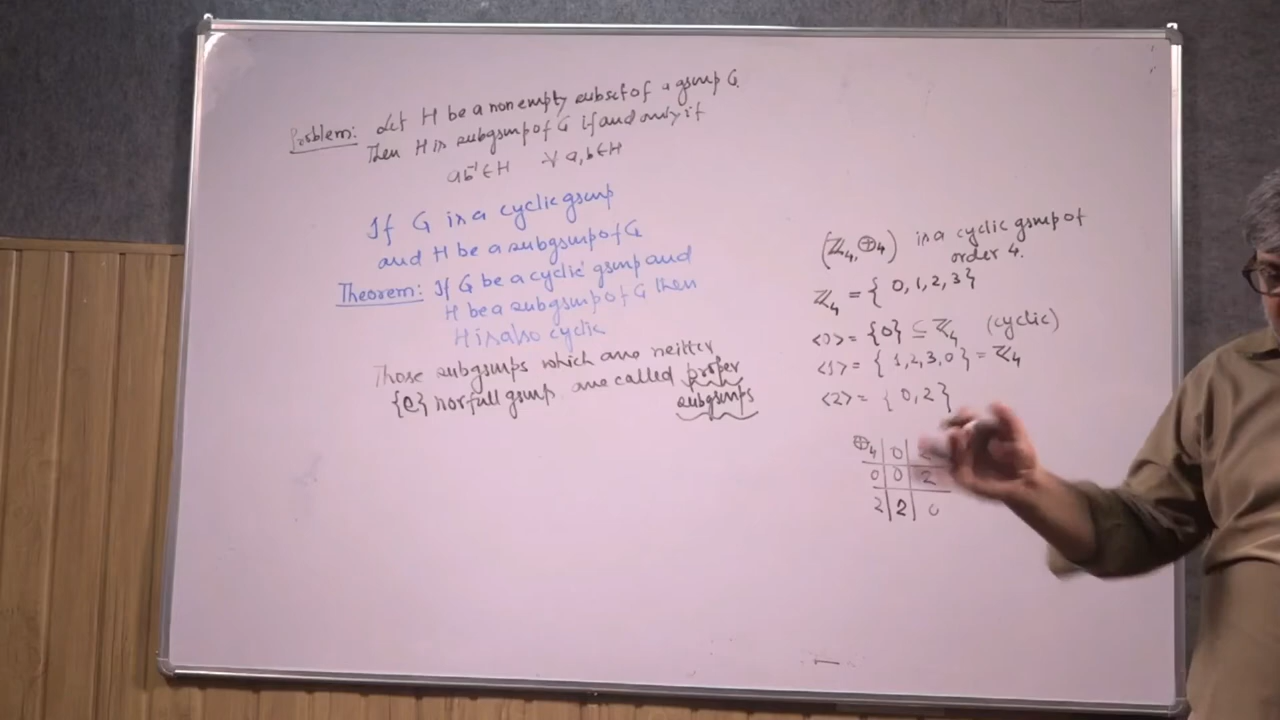 Problem: Let H be a non empty subset of a group G.
Then H is subgroup of G if and only if
ab⁻¹ ∈ H ∀ a,b ∈ H
If G is a cyclic group
and H be a subgroup of G
Theorem: If G be a cyclic group and
H be a subgroup of G then
H is also cyclic
Those subgroups which are neither
{e} nor full group are called proper
subgroups
(ℤ₄, ⊕₄) is a cyclic group of
order 4.
ℤ₄ = { 0,1,2,3}
<0> = {0} ⊆ ℤ₄ (cyclic)
<1> = { 1,2,3,0} = ℤ₄
<2> = { 0,2}
⊕₄ | 0 | 2
0 | 0 | 2
2 | 2 | 0